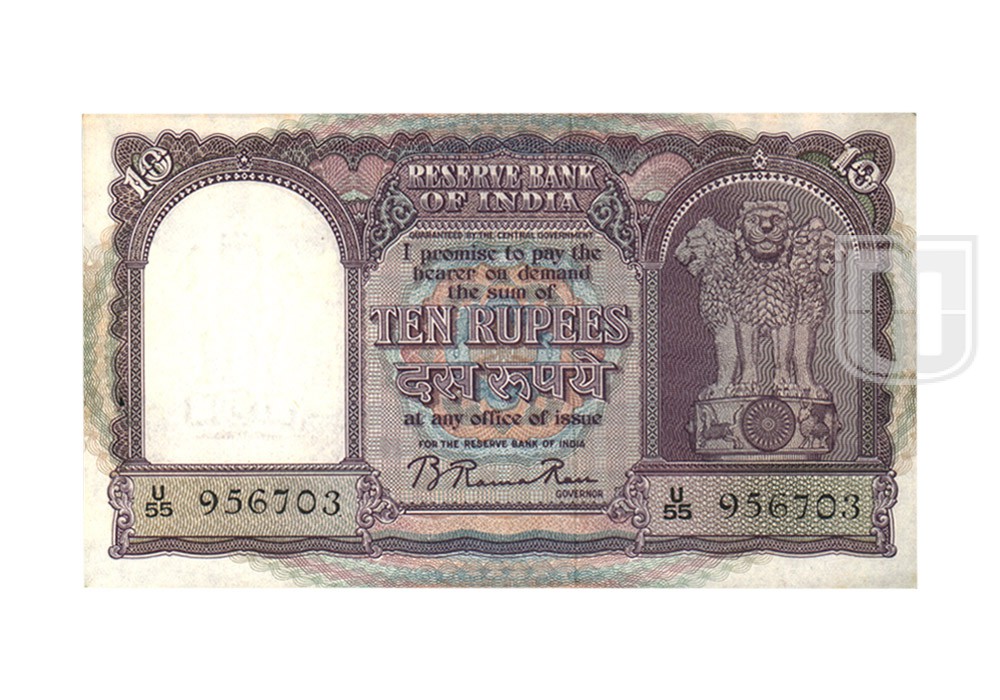 10
10
RESERVE BANK
OF INDIA
GUARANTEED BY THE CENTRAL GOVERNMENT
I promise to pay the
bearer on demand
the sum of
TEN RUPEES
दस रूपये
at any office of issue
FOR THE RESERVE BANK OF INDIA
B Rama Rau
GOVERNOR
U/55 956703
U/55 956703